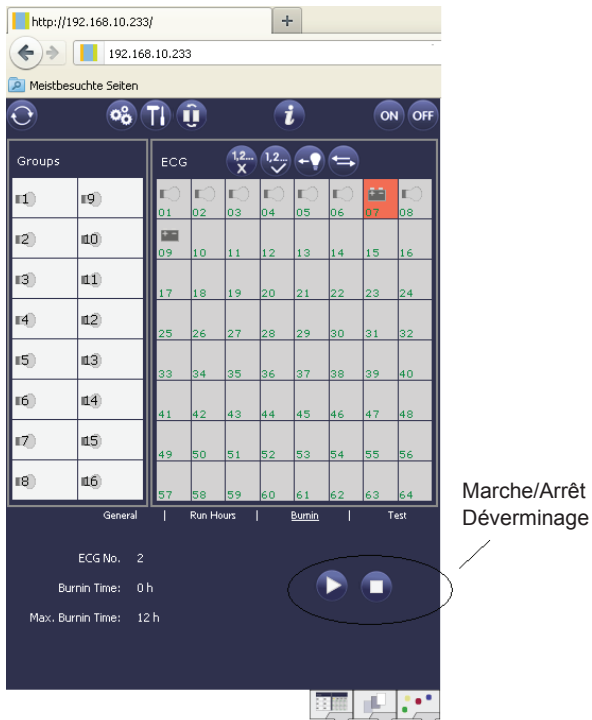 http://192.168.10.233/
192.168.10.233
Meistbesuchte Seiten
ON OFF
Groups
ECG 1,2... X 1,2...
1 9
2 10
3 11
4 12
5 13
6 14
7 15
8 16
01 02 03 04 05 06 07 08
09 10 11 12 13 14 15 16
17 18 19 20 21 22 23 24
25 26 27 28 29 30 31 32
33 34 35 36 37 38 39 40
41 42 43 44 45 46 47 48
49 50 51 52 53 54 55 56
57 58 59 60 61 62 63 64
General | Run Hours | Burnin | Test
ECG No. 2
Burnin Time: 0 h
Max. Burnin Time: 12 h
Marche/Arrêt
Déverminage